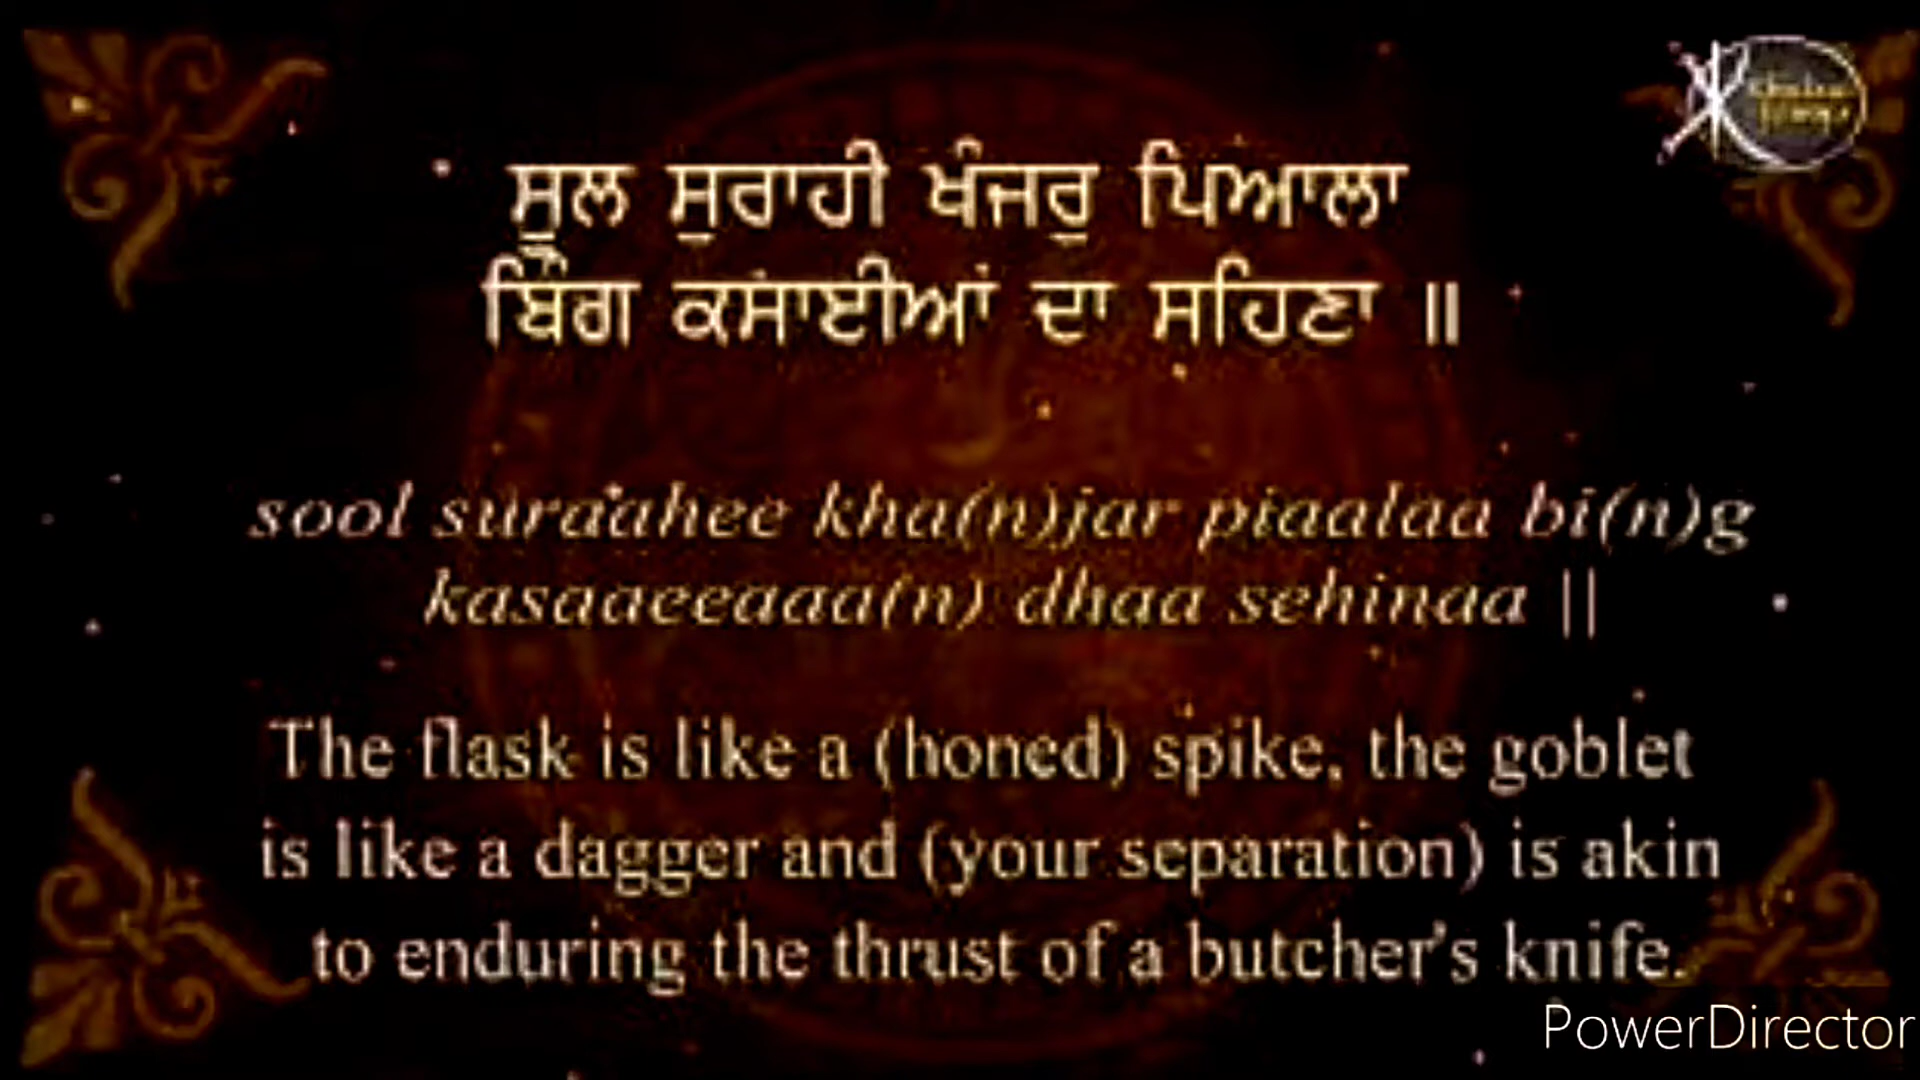 ਸੂਲ ਸੁਰਾਹੀ ਖੰਜਰੁ ਪਿਆਲਾ
ਬਿੰਗ ਕਸਾਂਈਆਂ ਦਾ ਸਹਿਣਾ ॥
sool suraahee kha(n)jar piaalaa bi(n)g
kasaaeeaaa(n) dhaa sehinaa ||
The flask is like a (honed) spike, the goblet
is like a dagger and (your separation) is akin
to enduring the thrust of a butcher's knife.
PowerDirector